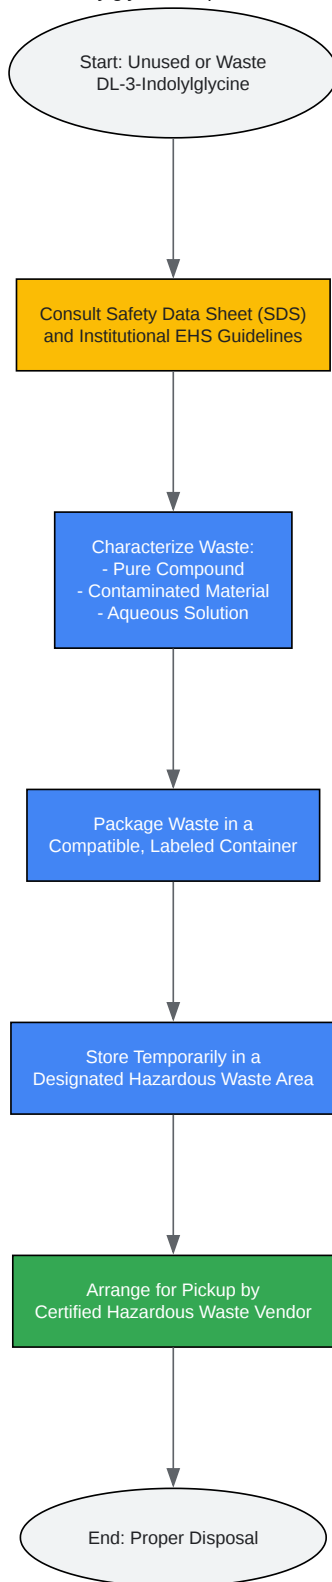 Start: Unused or Waste
DL-3-Indolylglycine
Consult Safety Data Sheet (SDS)
and Institutional EHS Guidelines
Characterize Waste:
- Pure Compound
- Contaminated Material
- Aqueous Solution
Package Waste in a
Compatible, Labeled Container
Store Temporarily in a
Designated Hazardous Waste Area
Arrange for Pickup by
Certified Hazardous Waste Vendor
End: Proper Disposal